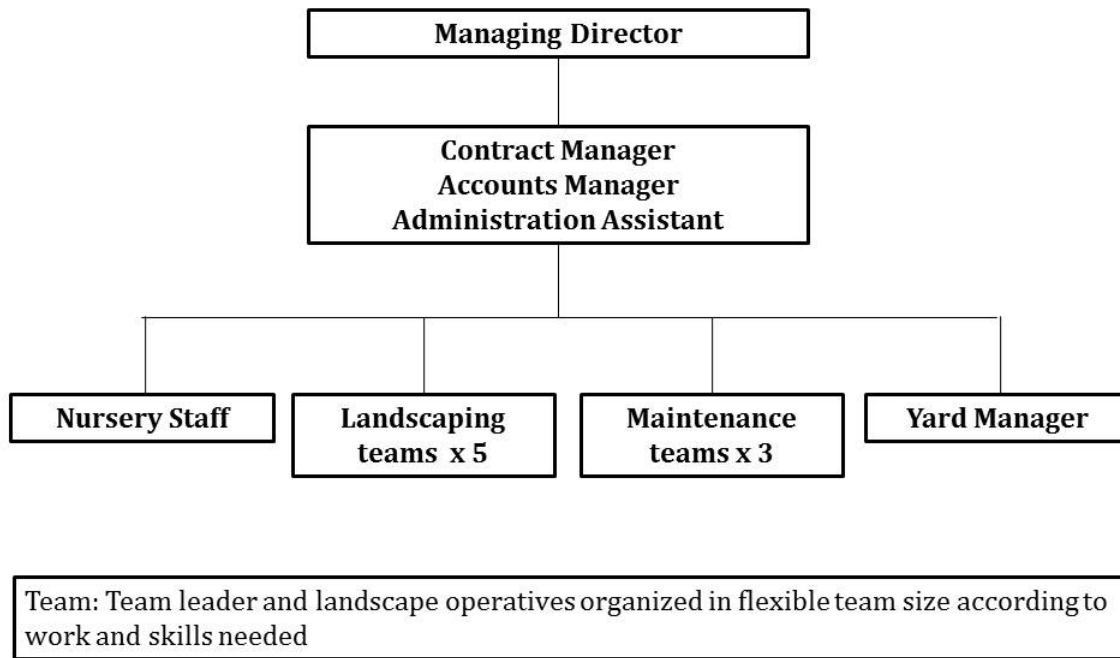 Managing Director
Contract Manager
Accounts Manager
Administration Assistant
Nursery Staff
Landscaping
teams x 5
Maintenance
teams x 3
Yard Manager
Team: Team leader and landscape operatives organized in flexible team size according to
work and skills needed